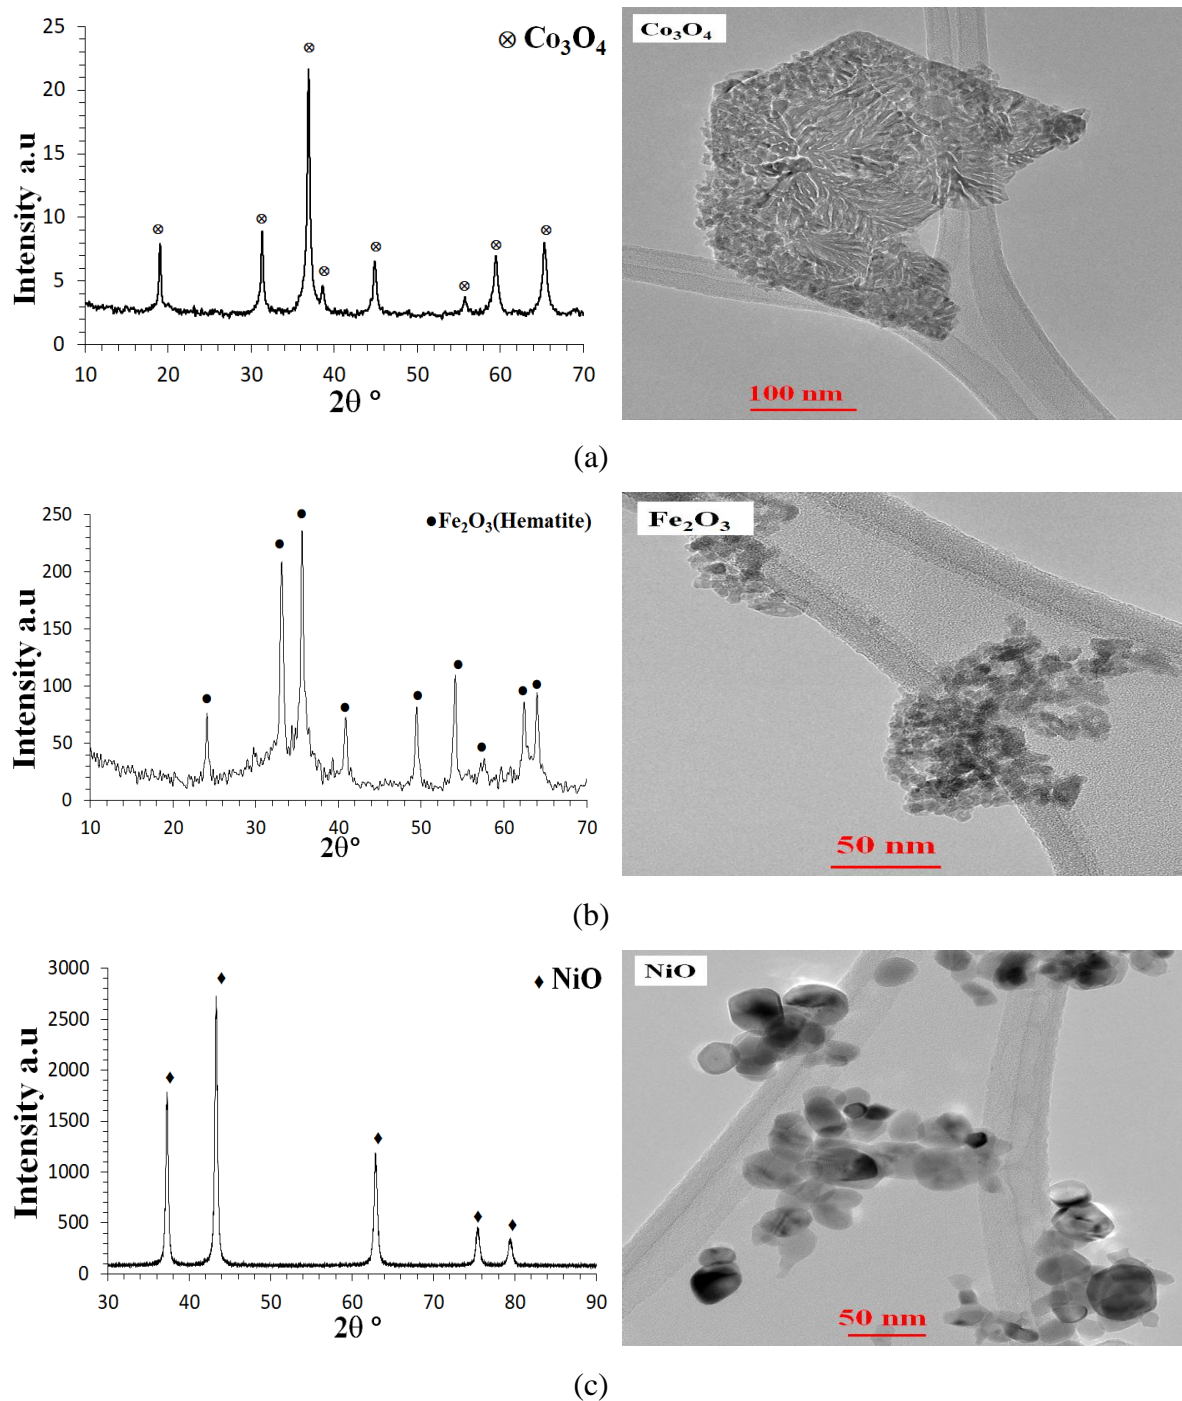 25
20
15
10
5
0
10 20 30 40 50 60 70
Intensity a.u
2θ °
⊗ Co₃O₄
Co₃O₄
100 nm
(a)
250
200
150
100
50
0
10 20 30 40 50 60 70
Intensity a.u
2θ°
●Fe₂O₃(Hematite)
Fe₂O₃
50 nm
(b)
3000
2500
2000
1500
1000
500
0
30 40 50 60 70 80 90
Intensity a.u
2θ °
♦ NiO
NiO
50 nm
(c)